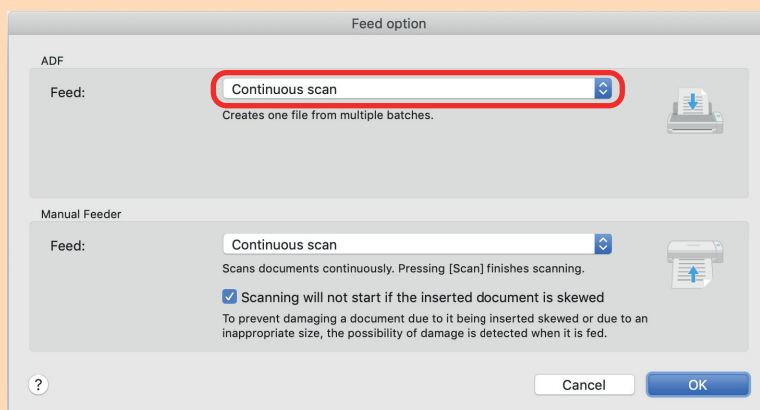 Feed option
ADF
Feed:
Continuous scan
Creates one file from multiple batches.
Manual Feeder
Feed:
Continuous scan
Scans documents continuously. Pressing [Scan] finishes scanning.
Scanning will not start if the inserted document is skewed
To prevent damaging a document due to it being inserted skewed or due to an
inappropriate size, the possibility of damage is detected when it is fed.
?
Cancel
OK